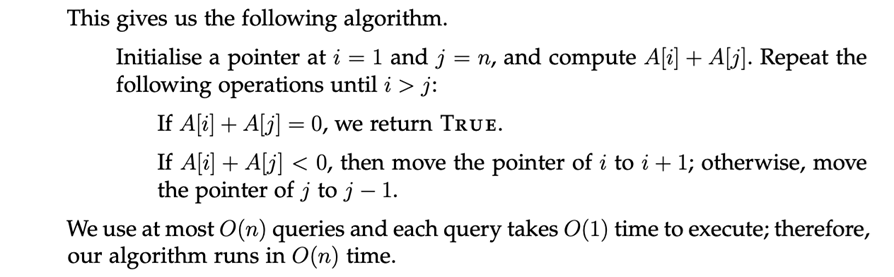 This gives us the following algorithm.
Initialise a pointer at i = 1 and j = n, and compute A[i] + A[j]. Repeat the
following operations until i > j:
If A[i] + A[j] = 0, we return TRUE.
If A[i] + A[j] < 0, then move the pointer of i to i + 1; otherwise, move
the pointer of j to j − 1.
We use at most O(n) queries and each query takes O(1) time to execute; therefore,
our algorithm runs in O(n) time.